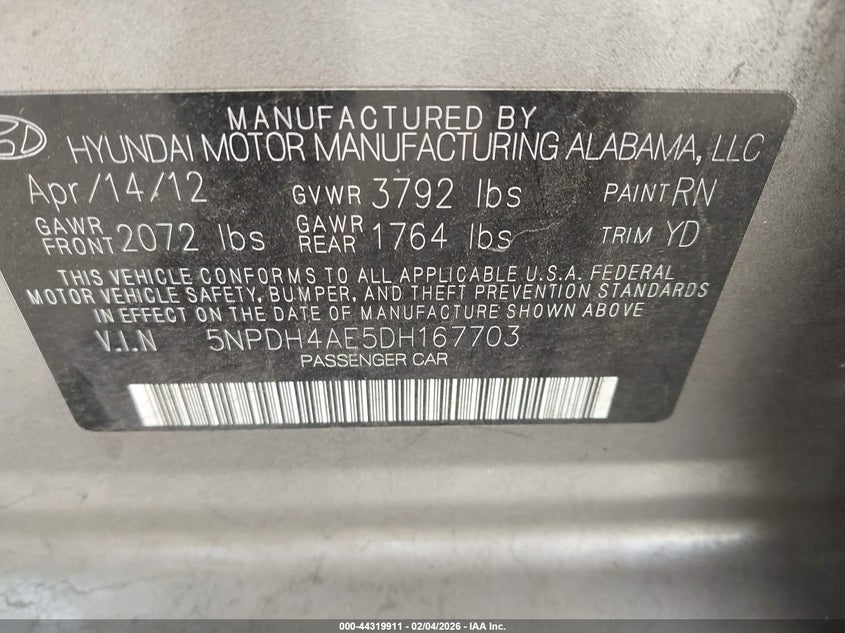 MANUFACTURED BY
HYUNDAI MOTOR MANUFACTURING ALABAMA, LLC
Apr/14/12 GVWR 3792 lbs PAINT RN
GAWR FRONT 2072 lbs GAWR REAR 1764 lbs TRIM YD
THIS VEHICLE CONFORMS TO ALL APPLICABLE U.S.A. FEDERAL
MOTOR VEHICLE SAFETY, BUMPER, AND THEFT PREVENTION STANDARDS
IN EFFECT ON THE DATE OF MANUFACTURE SHOWN ABOVE
V.I.N 5NPDH4AE5DH167703
PASSENGER CAR
000-44319911 - 02/04/2026 - IAA Inc.